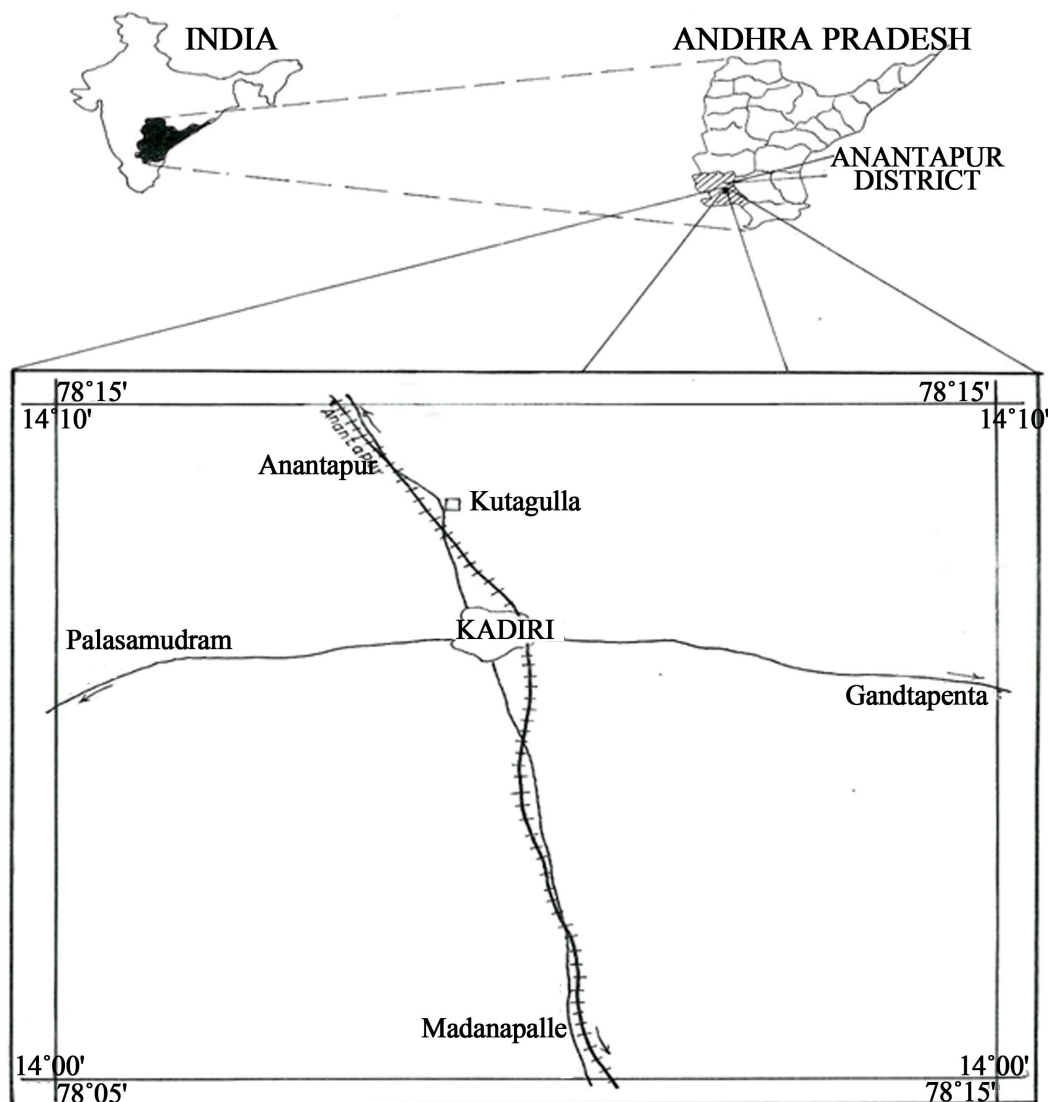 INDIA
ANDHRA PRADESH
ANANTAPUR
DISTRICT
78°15'
78°15'
14°10'
14°10'
Anantapur
Anantapur
Kutagulla
KADIRI
Palasamudram
Gandtapenta
Madanapalle
14°00'
14°00'
78°05'
78°15'